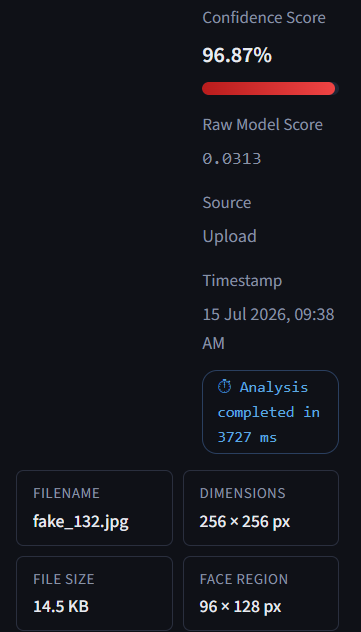 Confidence Score
96.87%
Raw Model Score
0.0313
Source
Upload
Timestamp
15 Jul 2026, 09:38
AM
⏱ Analysis
completed in
3727 ms
FILENAME
fake_132.jpg
DIMENSIONS
256 × 256 px
FILE SIZE
14.5 KB
FACE REGION
96 × 128 px